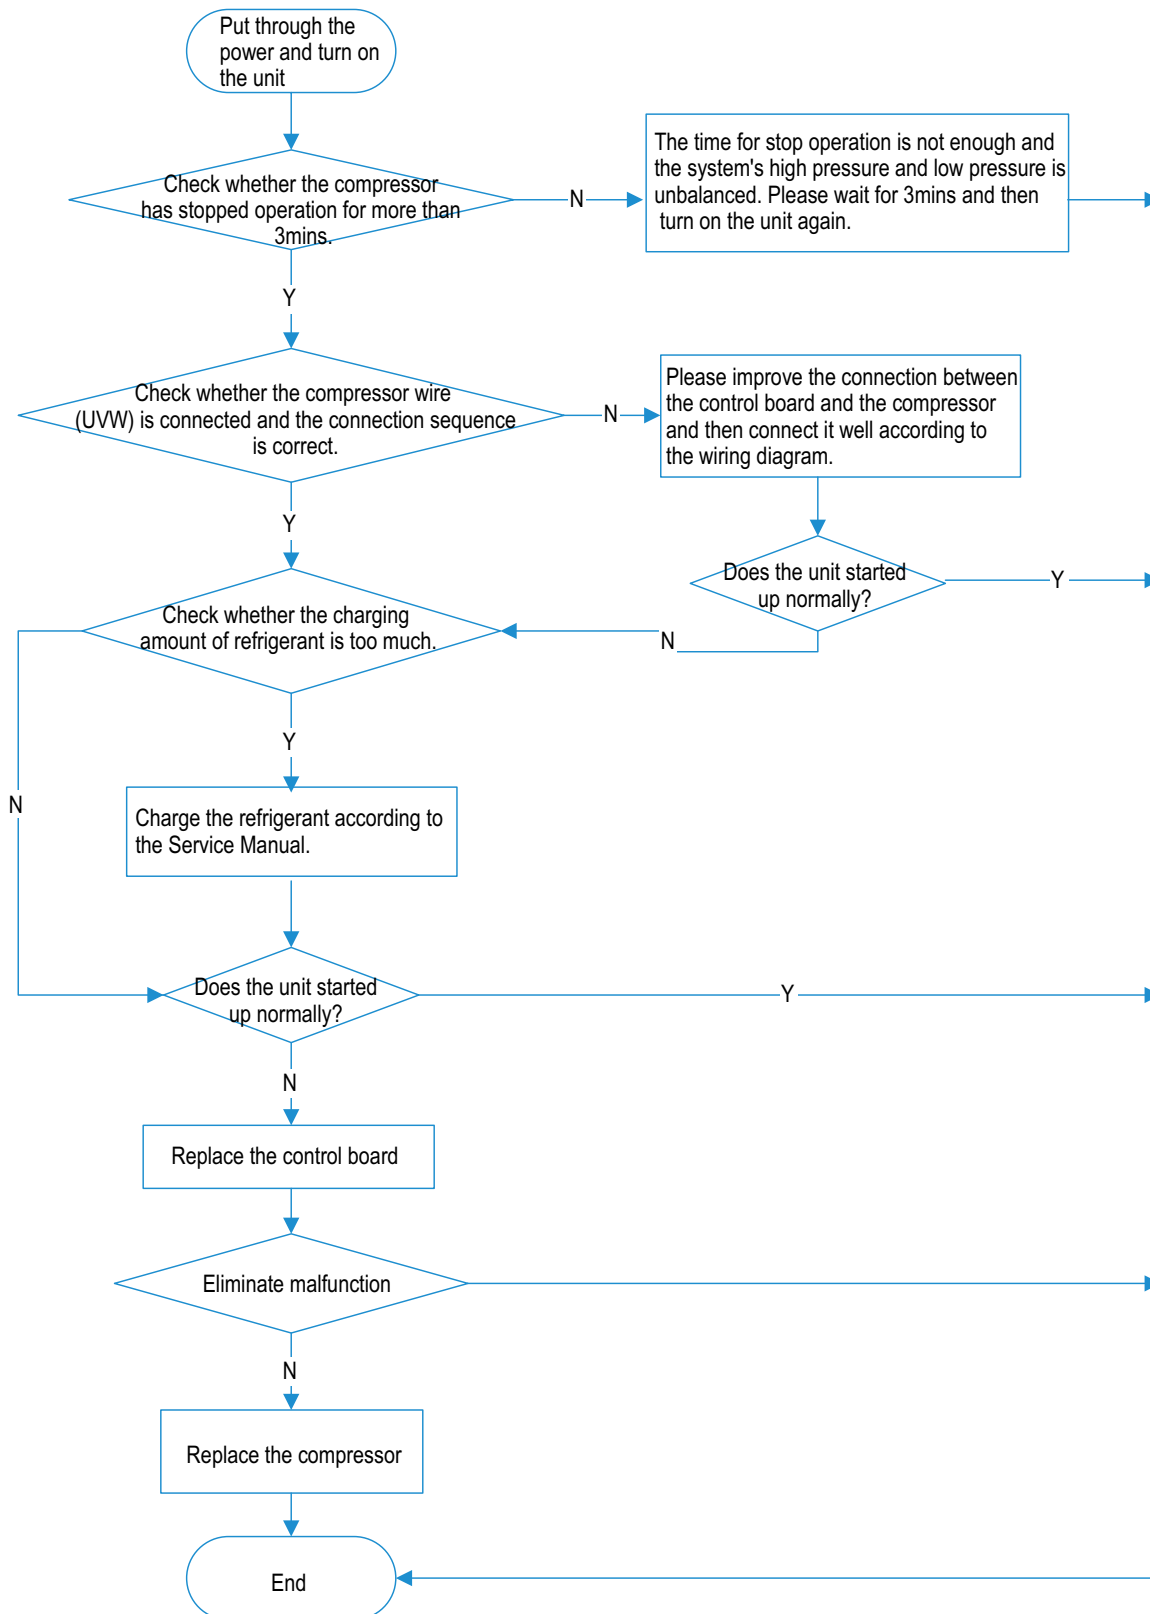 Put through the
power and turn on
the unit
Check whether the compressor
has stopped operation for more than
3mins.
N
The time for stop operation is not enough and
the system's high pressure and low pressure is
unbalanced. Please wait for 3mins and then
turn on the unit again.
Y
Check whether the compressor wire
(UVW) is connected and the connection sequence
is correct.
N
Please improve the connection between
the control board and the compressor
and then connect it well according to
the wiring diagram.
Y
Does the unit started
up normally?
Y
N
Check whether the charging
amount of refrigerant is too much.
Y
N
Charge the refrigerant according to
the Service Manual.
Does the unit started
up normally?
Y
N
Replace the control board
Eliminate malfunction
N
Replace the compressor
End